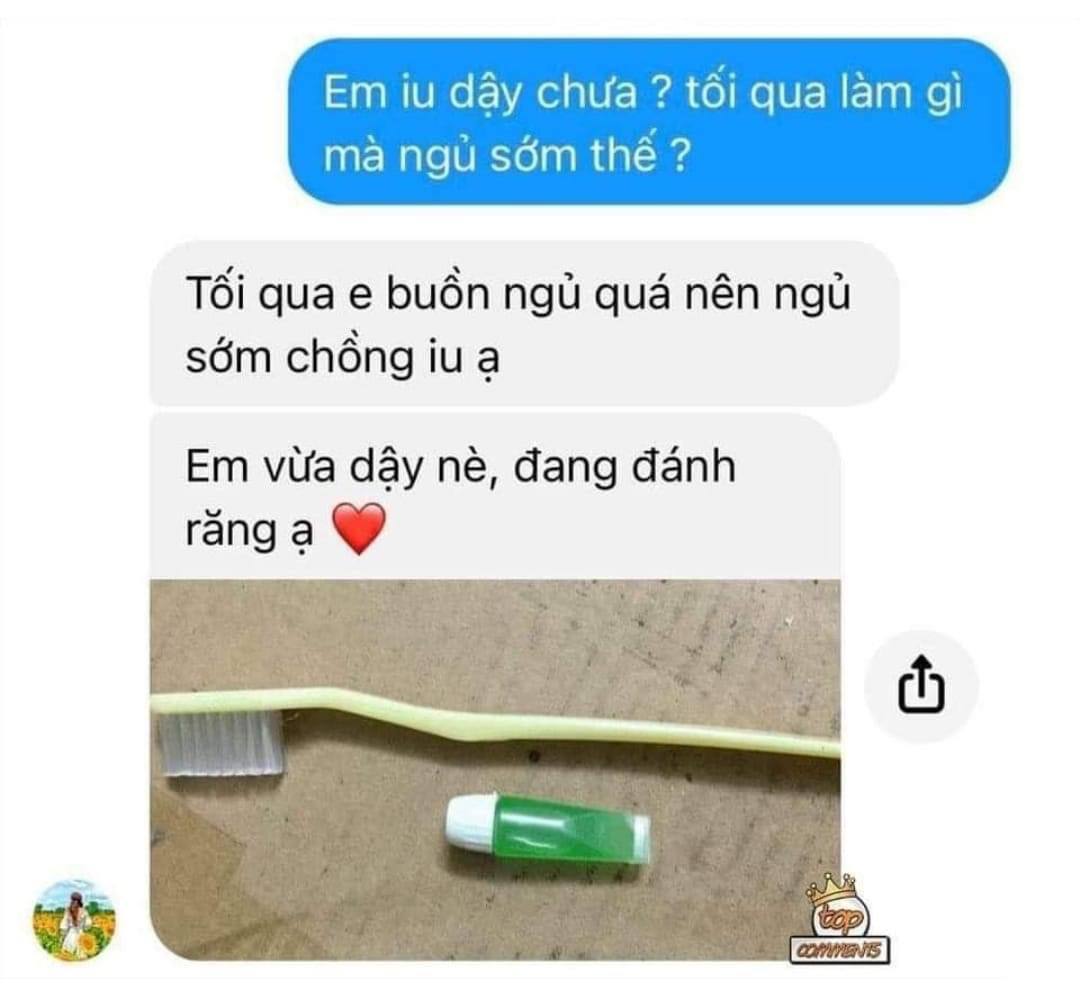 Em iu dậy chưa ? tối qua làm gì
mà ngủ sớm thế ?
Tối qua e buồn ngủ quá nên ngủ
sớm chồng iu ạ
Em vừa dậy nè, đang đánh
răng ạ ❤️
top
COMMENTS